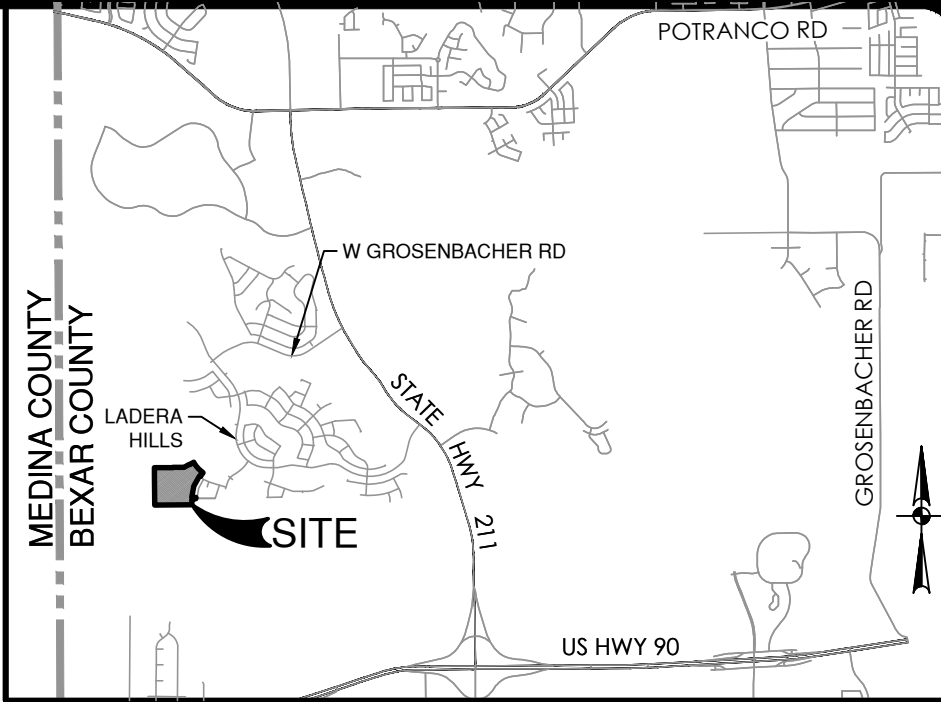 POTRANCO RD
W GROSENBACHER RD
MEDINA COUNTY
BEXAR COUNTY
GROSENBACHER RD
STATE HWY 211
LADERA
HILLS
SITE
US HWY 90